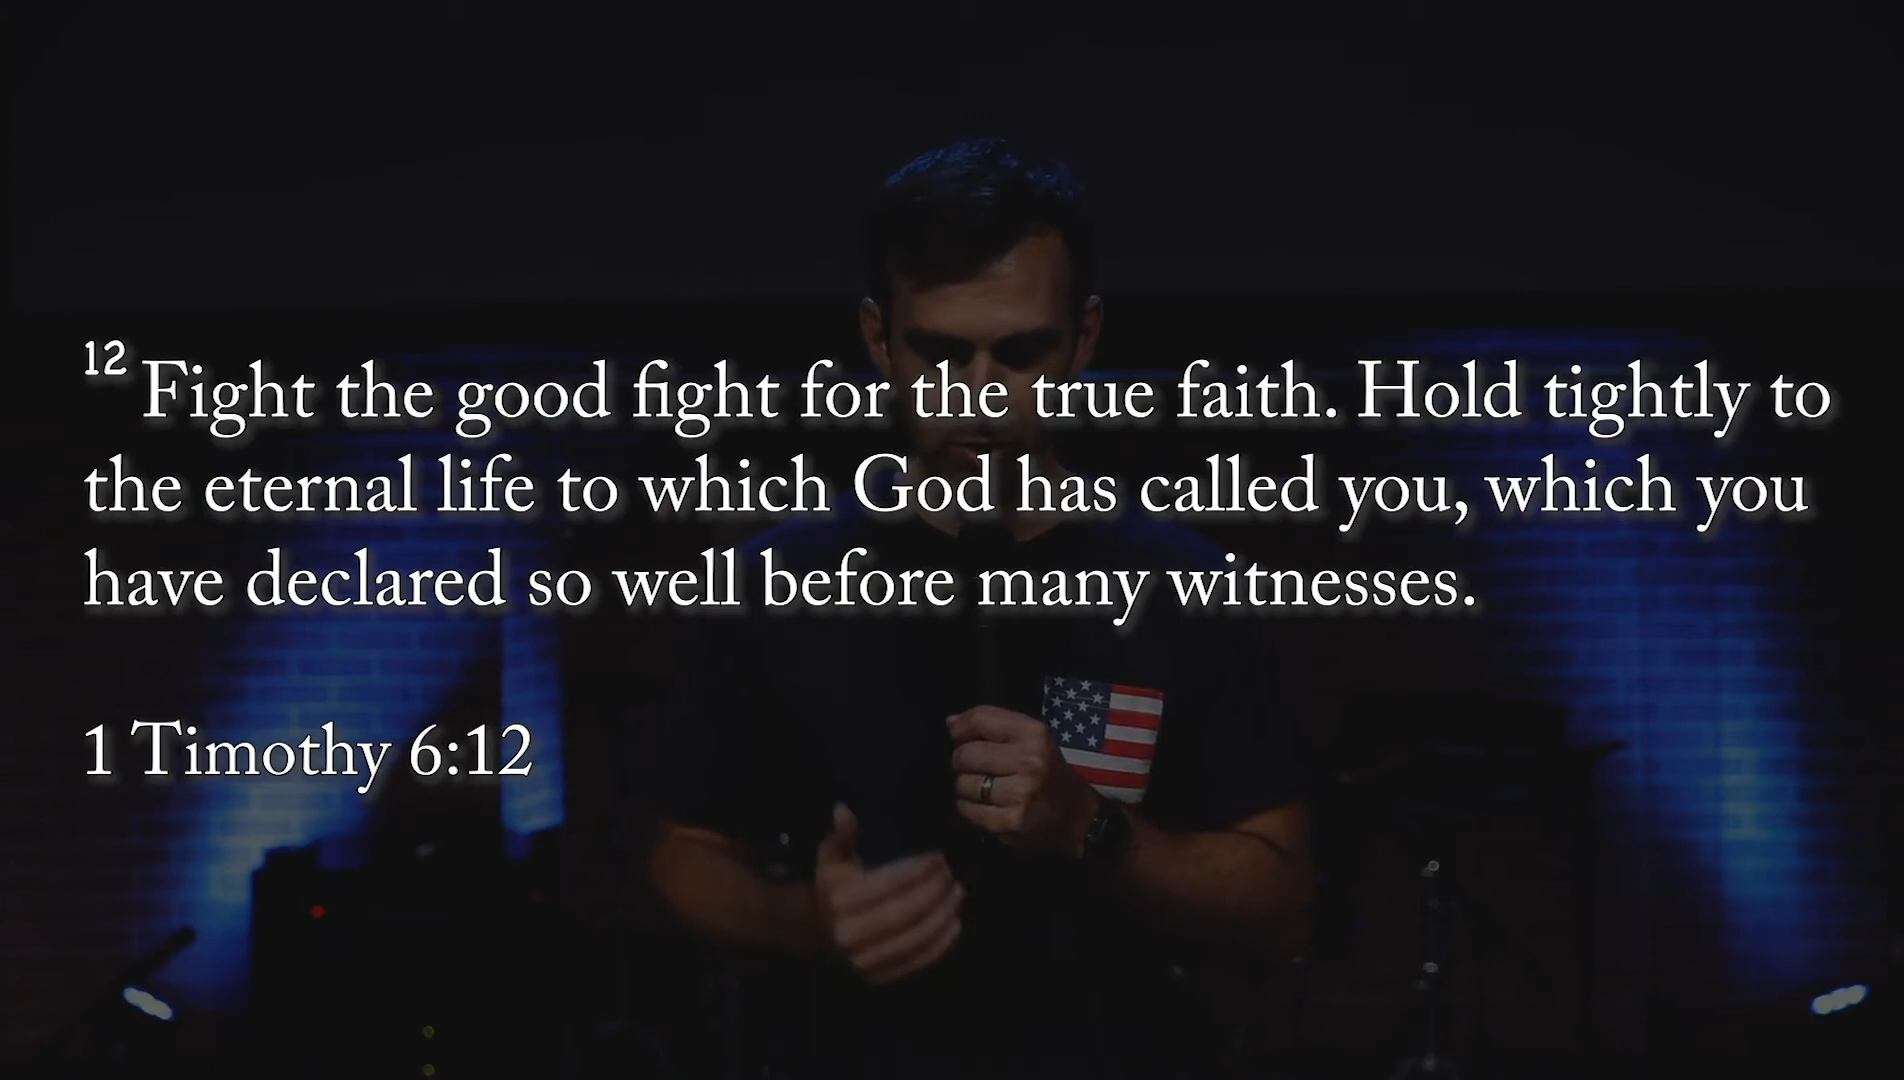 12 Fight the good fight for the true faith. Hold tightly to
the eternal life to which God has called you, which you
have declared so well before many witnesses.
1 Timothy 6:12